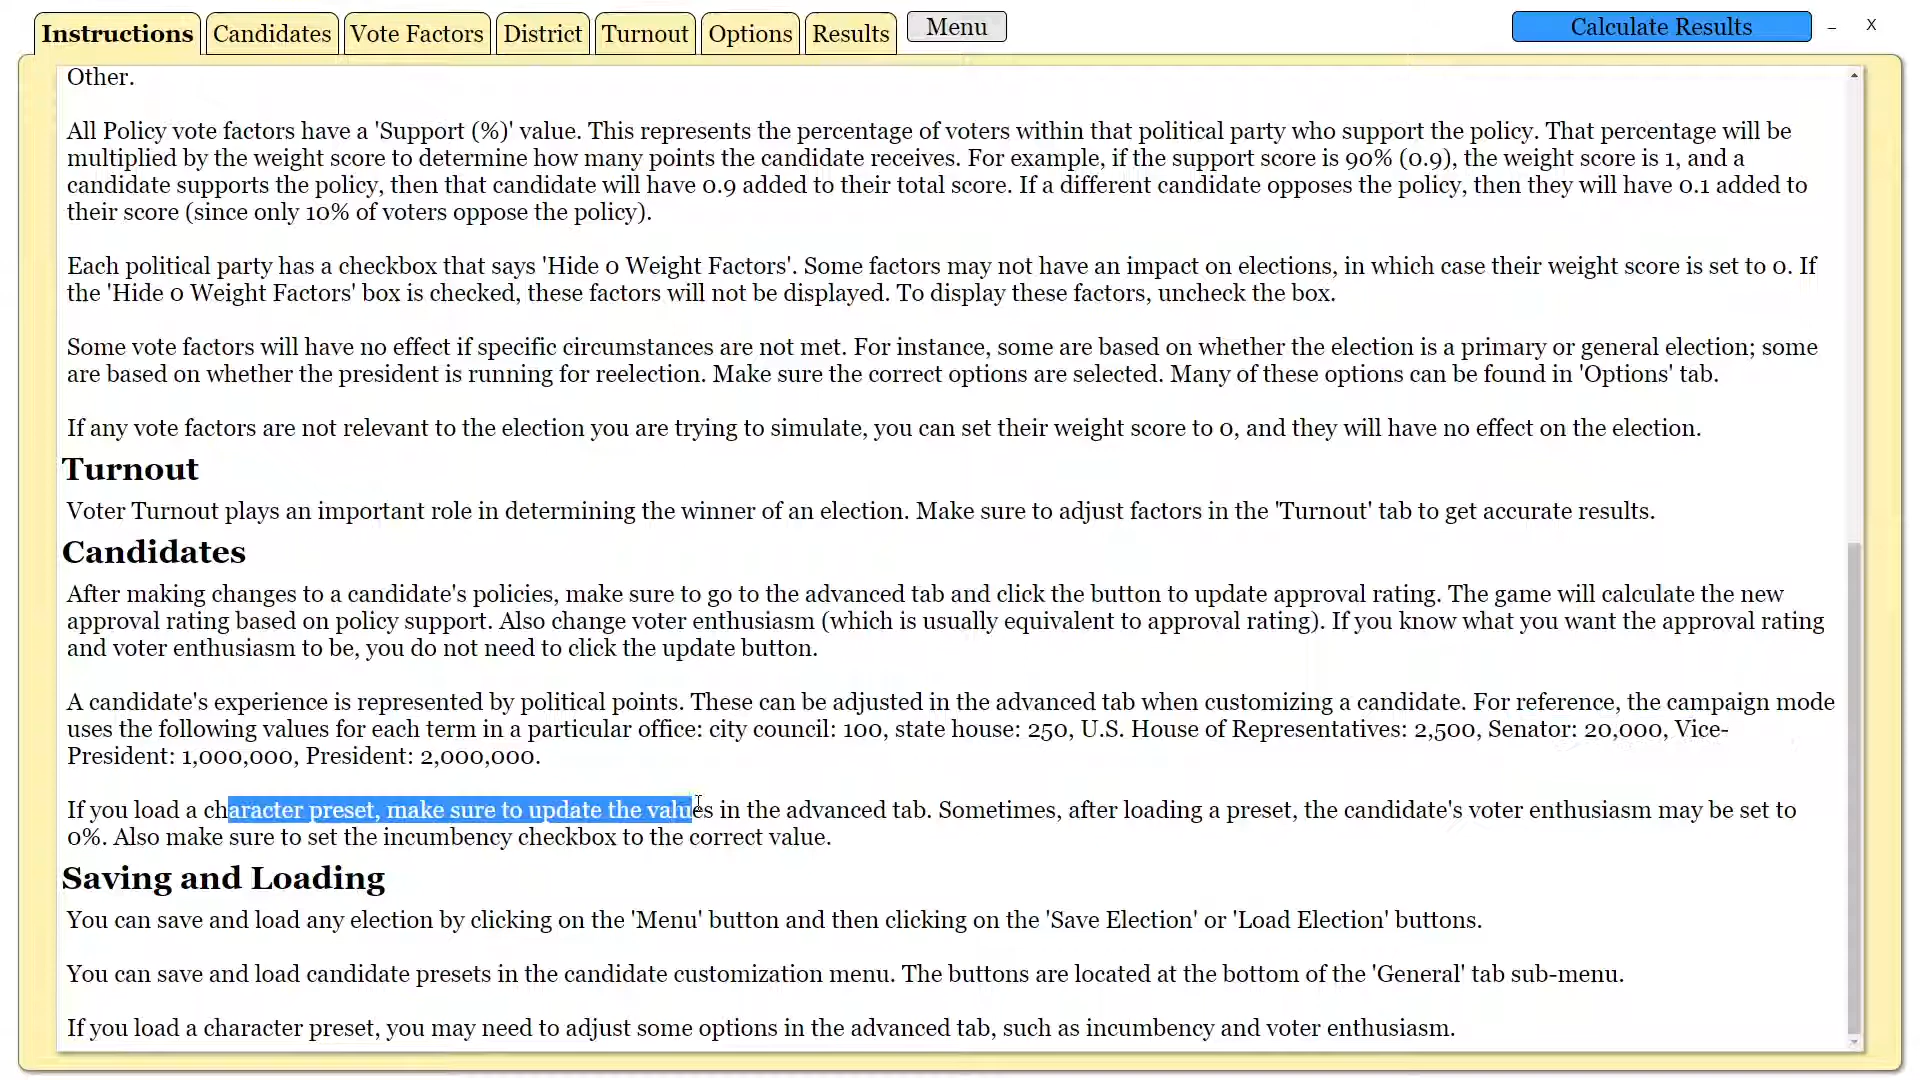 Instructions
Candidates
Vote Factors
District
Turnout
Options
Results
Menu
Calculate Results
_
X
Other.
All Policy vote factors have a 'Support (%)' value. This represents the percentage of voters within that political party who support the policy. That percentage will be
multiplied by the weight score to determine how many points the candidate receives. For example, if the support score is 90% (0.9), the weight score is 1, and a
candidate supports the policy, then that candidate will have 0.9 added to their total score. If a different candidate opposes the policy, then they will have 0.1 added to
their score (since only 10% of voters oppose the policy).
Each political party has a checkbox that says 'Hide 0 Weight Factors'. Some factors may not have an impact on elections, in which case their weight score is set to 0. If
the 'Hide 0 Weight Factors' box is checked, these factors will not be displayed. To display these factors, uncheck the box.
Some vote factors will have no effect if specific circumstances are not met. For instance, some are based on whether the election is a primary or general election; some
are based on whether the president is running for reelection. Make sure the correct options are selected. Many of these options can be found in 'Options' tab.
If any vote factors are not relevant to the election you are trying to simulate, you can set their weight score to 0, and they will have no effect on the election.
Turnout
Voter Turnout plays an important role in determining the winner of an election. Make sure to adjust factors in the 'Turnout' tab to get accurate results.
Candidates
After making changes to a candidate's policies, make sure to go to the advanced tab and click the button to update approval rating. The game will calculate the new
approval rating based on policy support. Also change voter enthusiasm (which is usually equivalent to approval rating). If you know what you want the approval rating
and voter enthusiasm to be, you do not need to click the update button.
A candidate's experience is represented by political points. These can be adjusted in the advanced tab when customizing a candidate. For reference, the campaign mode
uses the following values for each term in a particular office: city council: 100, state house: 250, U.S. House of Representatives: 2,500, Senator: 20,000, Vice-
President: 1,000,000, President: 2,000,000.
If you load a character preset, make sure to update the values in the advanced tab. Sometimes, after loading a preset, the candidate's voter enthusiasm may be set to
0%. Also make sure to set the incumbency checkbox to the correct value.
Saving and Loading
You can save and load any election by clicking on the 'Menu' button and then clicking on the 'Save Election' or 'Load Election' buttons.
You can save and load candidate presets in the candidate customization menu. The buttons are located at the bottom of the 'General' tab sub-menu.
If you load a character preset, you may need to adjust some options in the advanced tab, such as incumbency and voter enthusiasm.